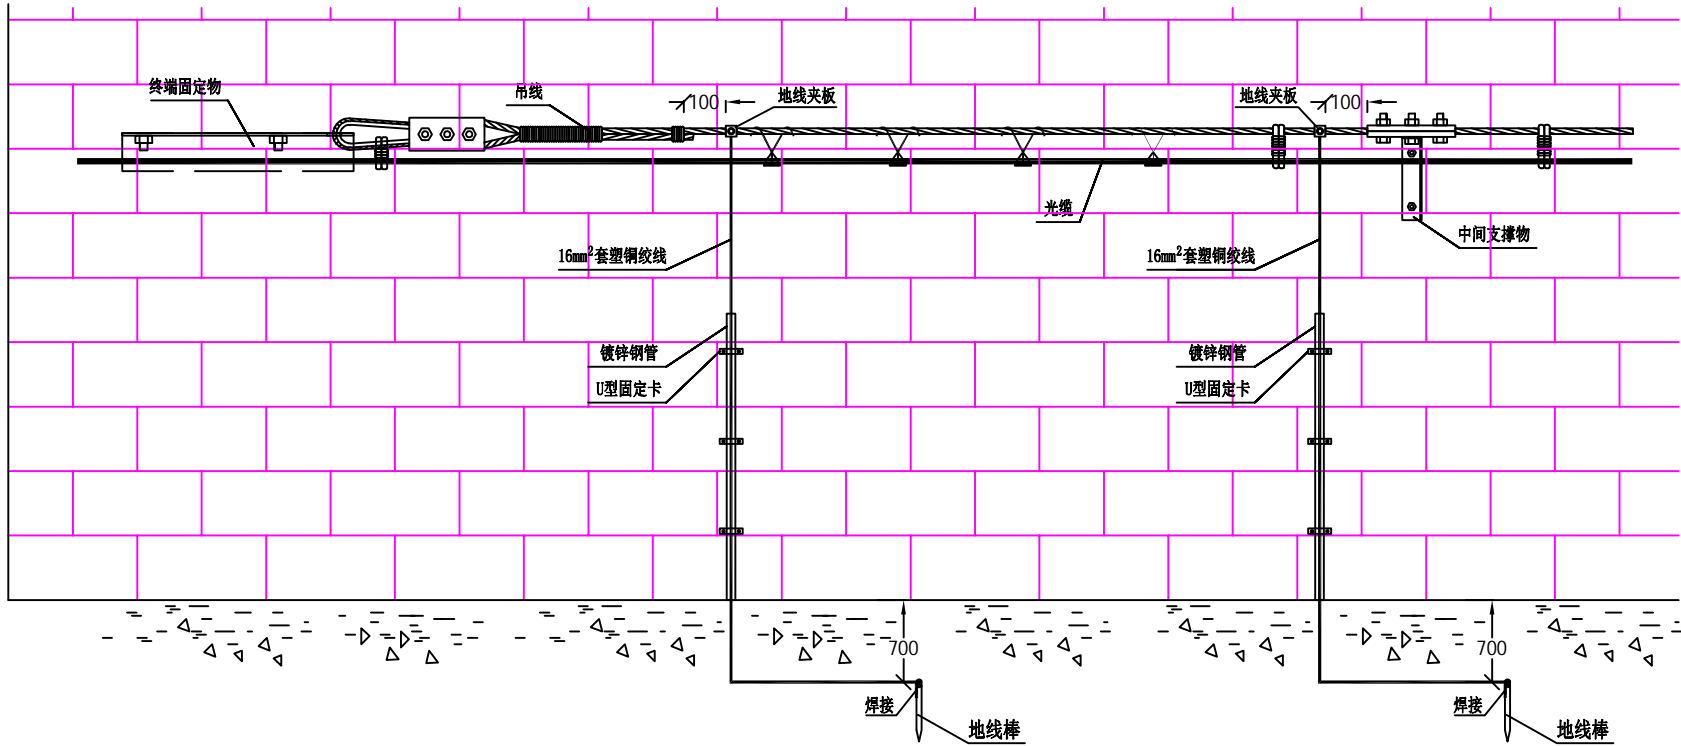 终端固定物
吊线
100
地线夹板
地线夹板
100
光缆
中间支撑物
16mm²套塑铜绞线
16mm²套塑铜绞线
镀锌钢管
镀锌钢管
U型固定卡
U型固定卡
700
700
焊接
焊接
地线棒
地线棒